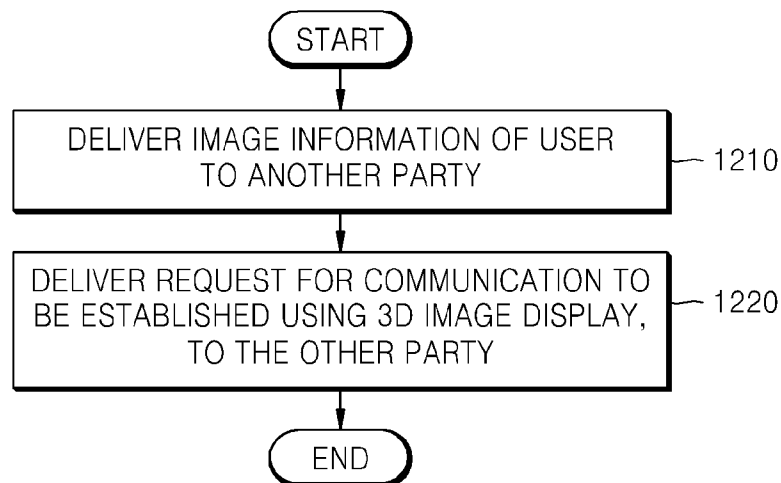 START
DELIVER IMAGE INFORMATION OF USER
TO ANOTHER PARTY
1210
DELIVER REQUEST FOR COMMUNICATION TO
BE ESTABLISHED USING 3D IMAGE DISPLAY,
TO THE OTHER PARTY
1220
END